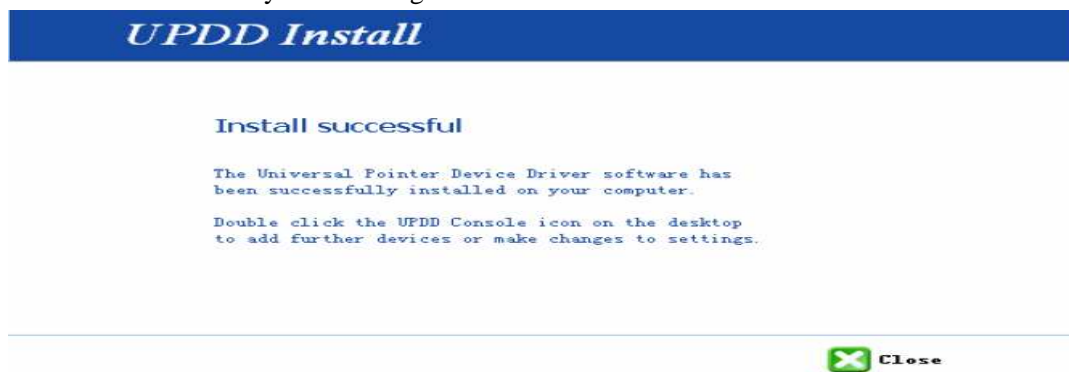 UPDD Install
Install successful
The Universal Pointer Device Driver software has
been successfully installed on your computer.
Double click the UPDD Console icon on the desktop
to add further devices or make changes to settings.
Close